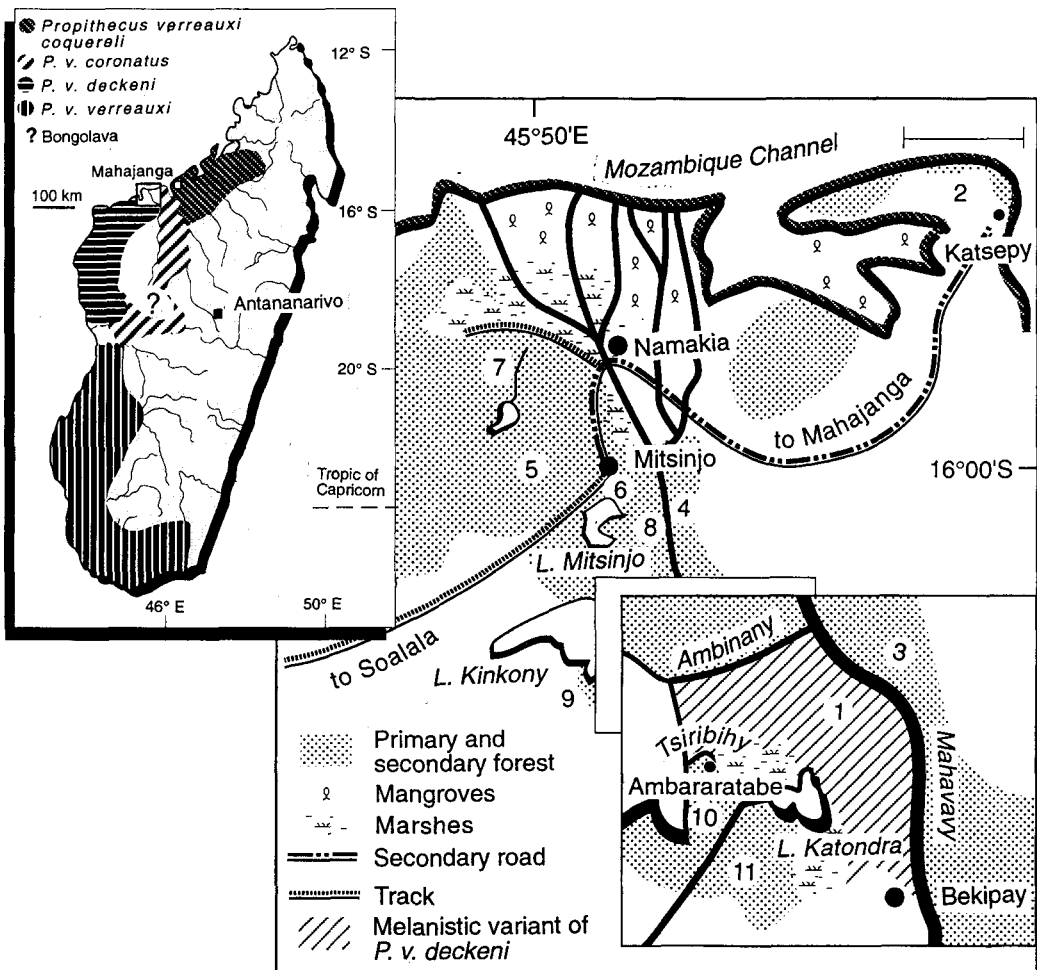 Propithecus verreauxi
coquereli
P. v. coronatus
P. v. deckeni
P. v. verreauxi
? Bongolava
Mahajanga
100 km
?
Antananarivo
12° S
16° S
20° S
Tropic of
Capricorn
46° E
50° E
45°50'E
Mozambique Channel
2
Katsepy
Namakia
7
to Mahajanga
Mitsinjo
16°00'S
5
6
4
8
L. Mitsinjo
to Soalala
L. Kinkony
9
Ambinany
3
1
Tsiribihy
Mahavavy
Ambararatabe
10
L. Katondra
11
Bekipay
Primary and
secondary forest
Mangroves
Marshes
Secondary road
Track
Melanistic variant of
P. v. deckeni